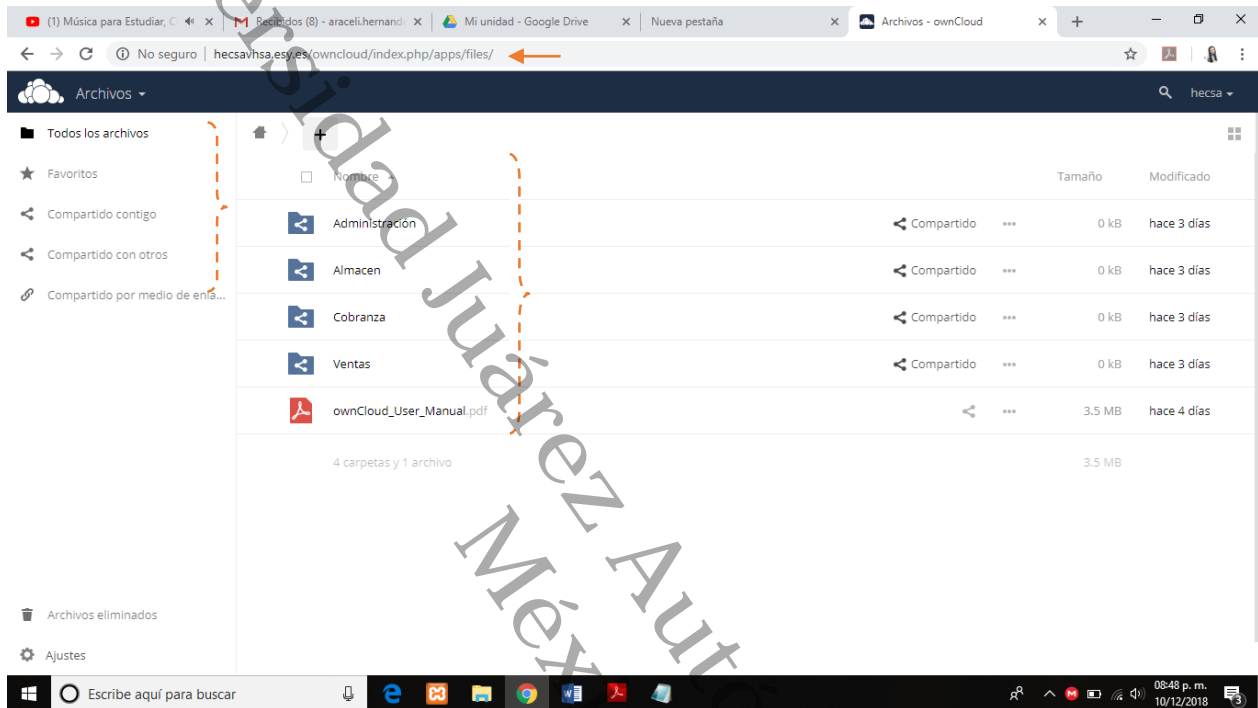 (1) Música para Estudiar, C
Recibidos (8) - araceli.hernand
Mi unidad - Google Drive
Nueva pestaña
Archivos - ownCloud
No seguro | hecsavhsa.esy.es/owncloud/index.php/apps/files/
Archivos
hecsa
Todos los archivos
Favoritos
Compartido contigo
Compartido con otros
Compartido por medio de enla...
Nombre Tamaño Modificado
Administración Compartido 0 kB hace 3 días
Almacen Compartido 0 kB hace 3 días
Cobranza Compartido 0 kB hace 3 días
Ventas Compartido 0 kB hace 3 días
ownCloud_User_Manual.pdf 3.5 MB hace 4 días
4 carpetas y 1 archivo 3.5 MB
Archivos eliminados
Ajustes
Escribe aquí para buscar
08:48 p. m.
10/12/2018
3
ersidad Juárez Autó
Méx